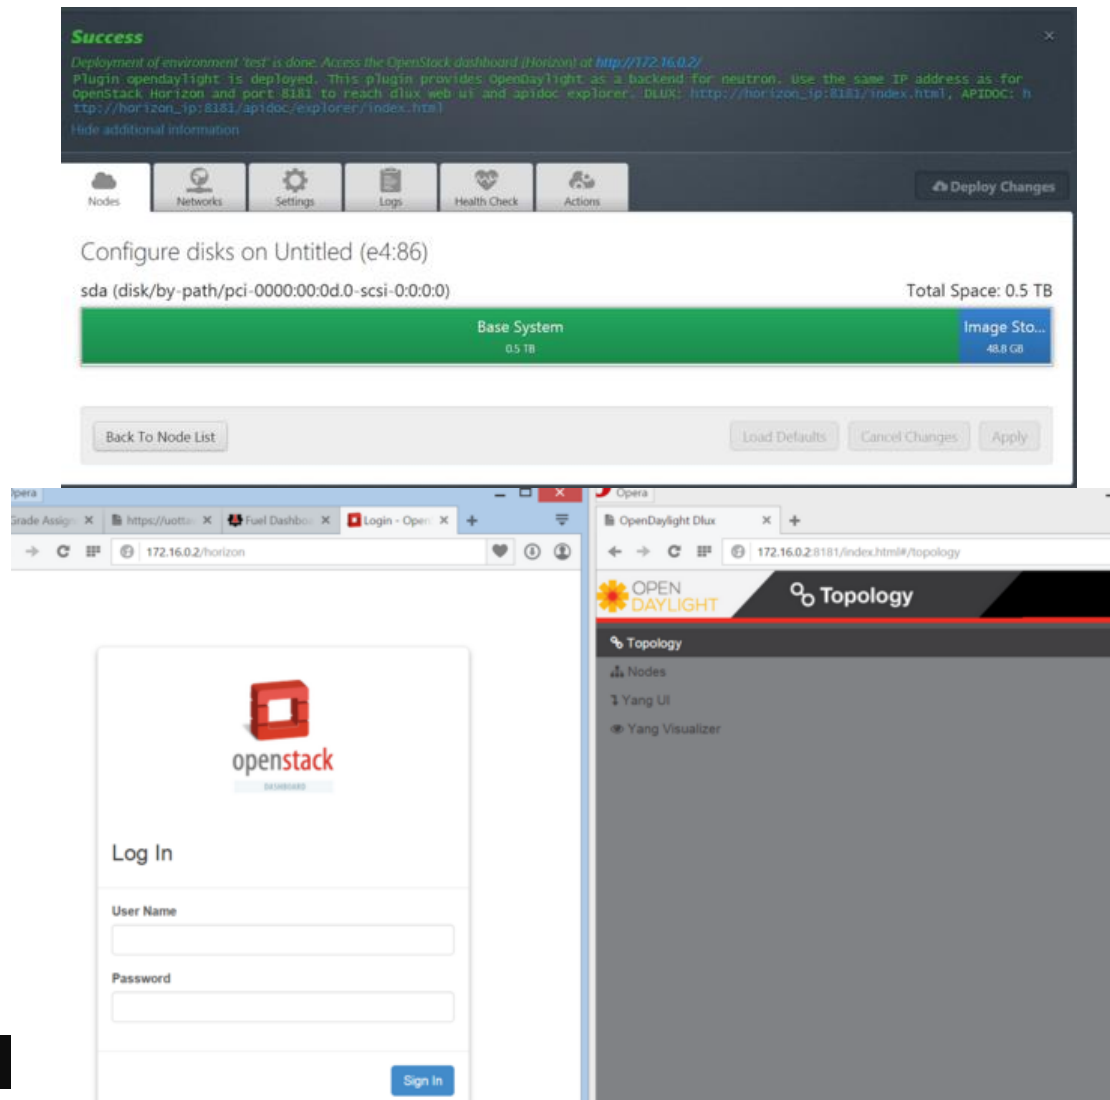 Success
×
Deployment of environment 'test' is done. Access the OpenStack dashboard (Horizon) at http://172.16.0.2/
Plugin opendaylight is deployed. This plugin provides OpenDaylight as a backend for neutron. Use the same IP address as for
OpenStack Horizon and port 8181 to reach dlux web ui and apidoc explorer. DLUX: http://horizon_ip:8181/index.html, APIDOC: h
ttp://horizon_ip:8181/apidoc/explorer/index.html
Hide additional information
Nodes
Networks
Settings
Logs
Health Check
Actions
Deploy Changes
Configure disks on Untitled (e4:86)
sda (disk/by-path/pci-0000:00:0d.0-scsi-0:0:0:0)
Total Space: 0.5 TB
Base System
0.5 TB
Image Sto...
48.8 GB
Back To Node List
Load Defaults
Cancel Changes
Apply
Opera
Grade Assign
https://uotta
Fuel Dashbo
Login - Open
172.16.0.2/horizon
openstack
DASHBOARD
Log In
User Name
Password
Sign In
Opera
OpenDaylight Dlux
172.16.0.2:8181/index.html#/topology
OPEN
DAYLIGHT
Topology
Topology
Nodes
Yang UI
Yang Visualizer